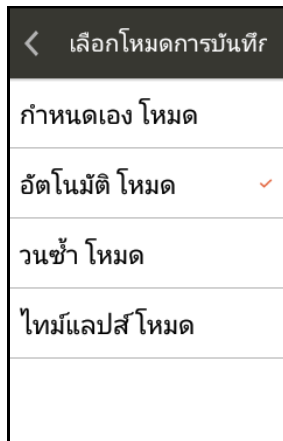 เลือกโหมดการบันทึก
กำหนดเอง โหมด
อัตโนมัติ โหมด
วนซ้ำ โหมด
ไทม์แลปส์ โหมด